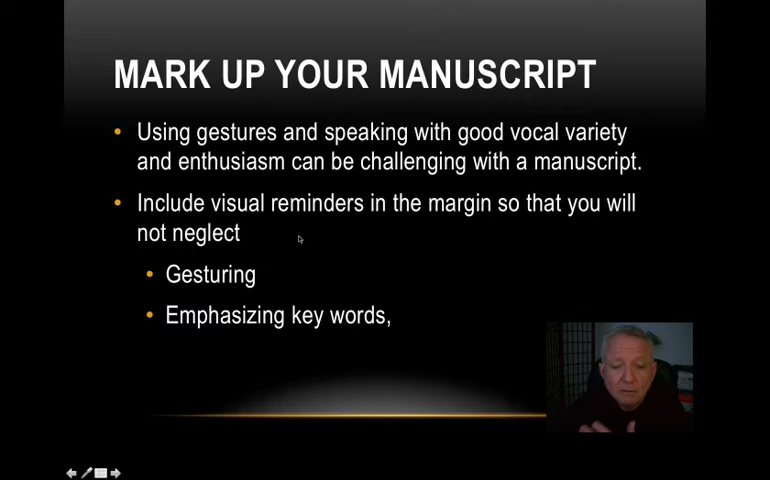 MARK UP YOUR MANUSCRIPT
• Using gestures and speaking with good vocal variety
and enthusiasm can be challenging with a manuscript.
• Include visual reminders in the margin so that you will
not neglect
• Gesturing
• Emphasizing key words,